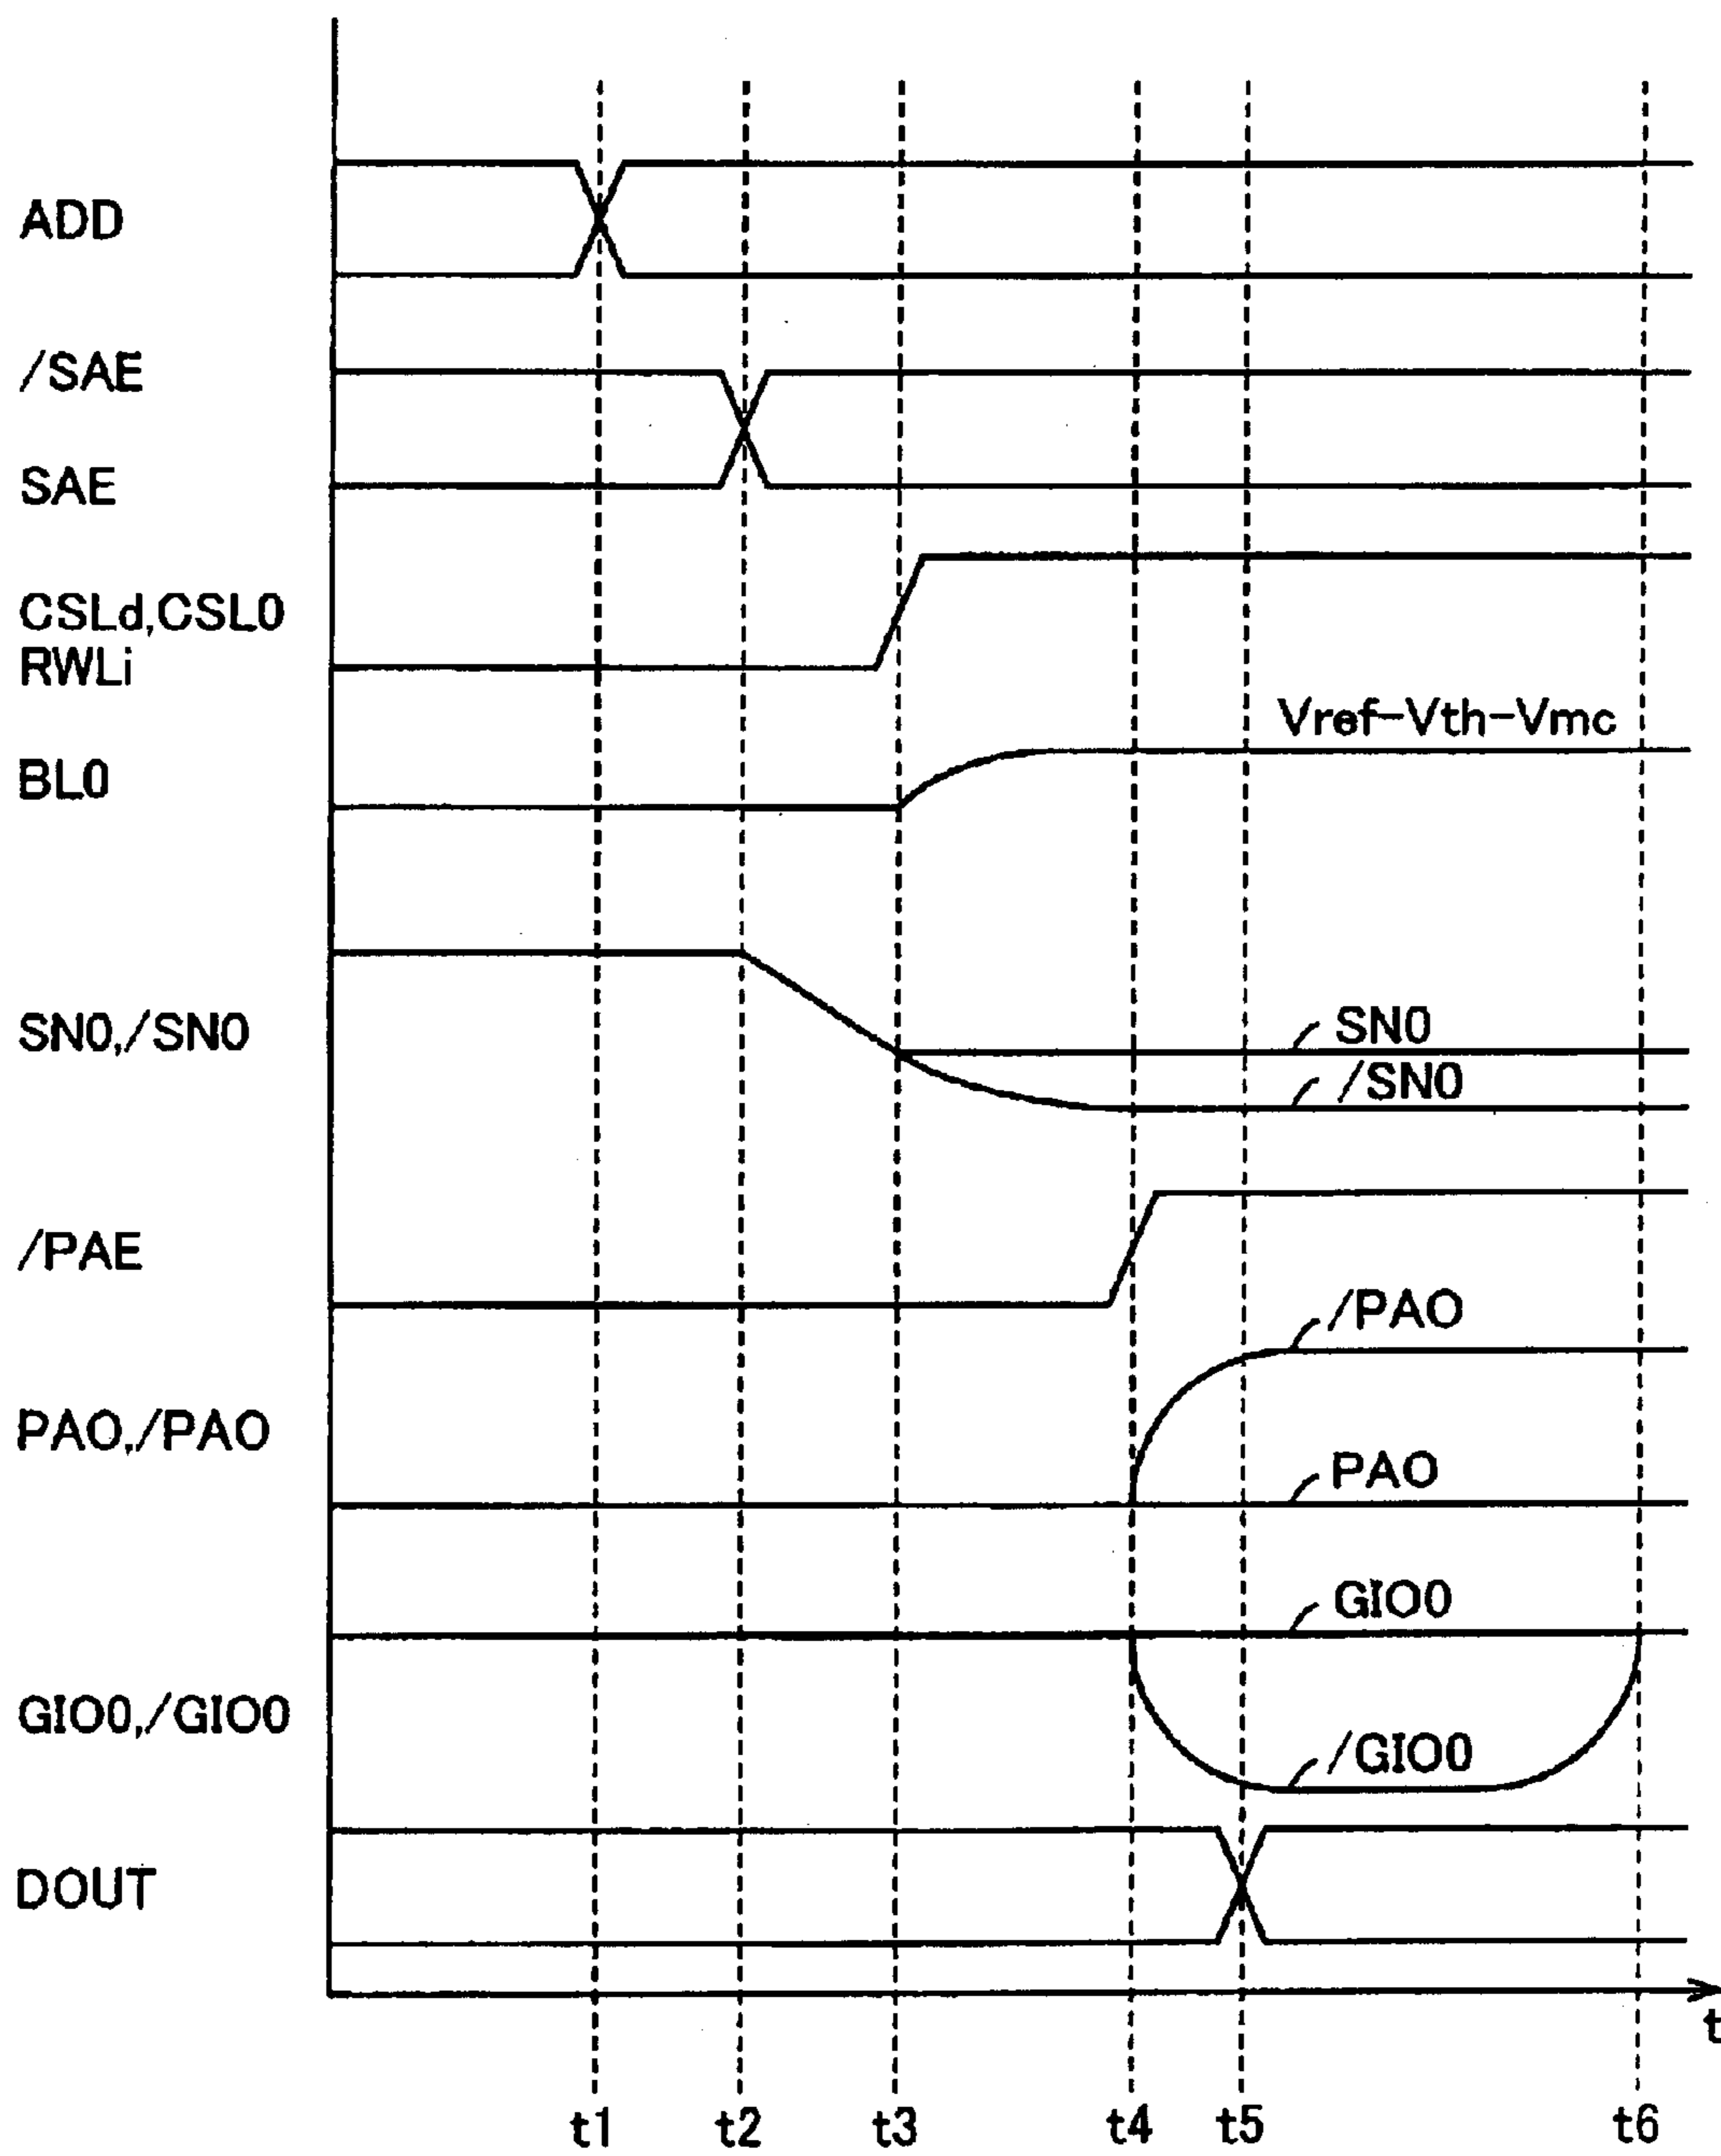 ADD
/SAE
SAE
CSLd,CSL0
RWLi
Vref-Vth-Vmc
BL0
SN0,/SN0
SN0
/SN0
/PAE
/PAO
PAO,/PAO
PAO
GIO0
GIO0,/GIO0
/GIO0
DOUT
t
t1 t2 t3 t4 t5 t6